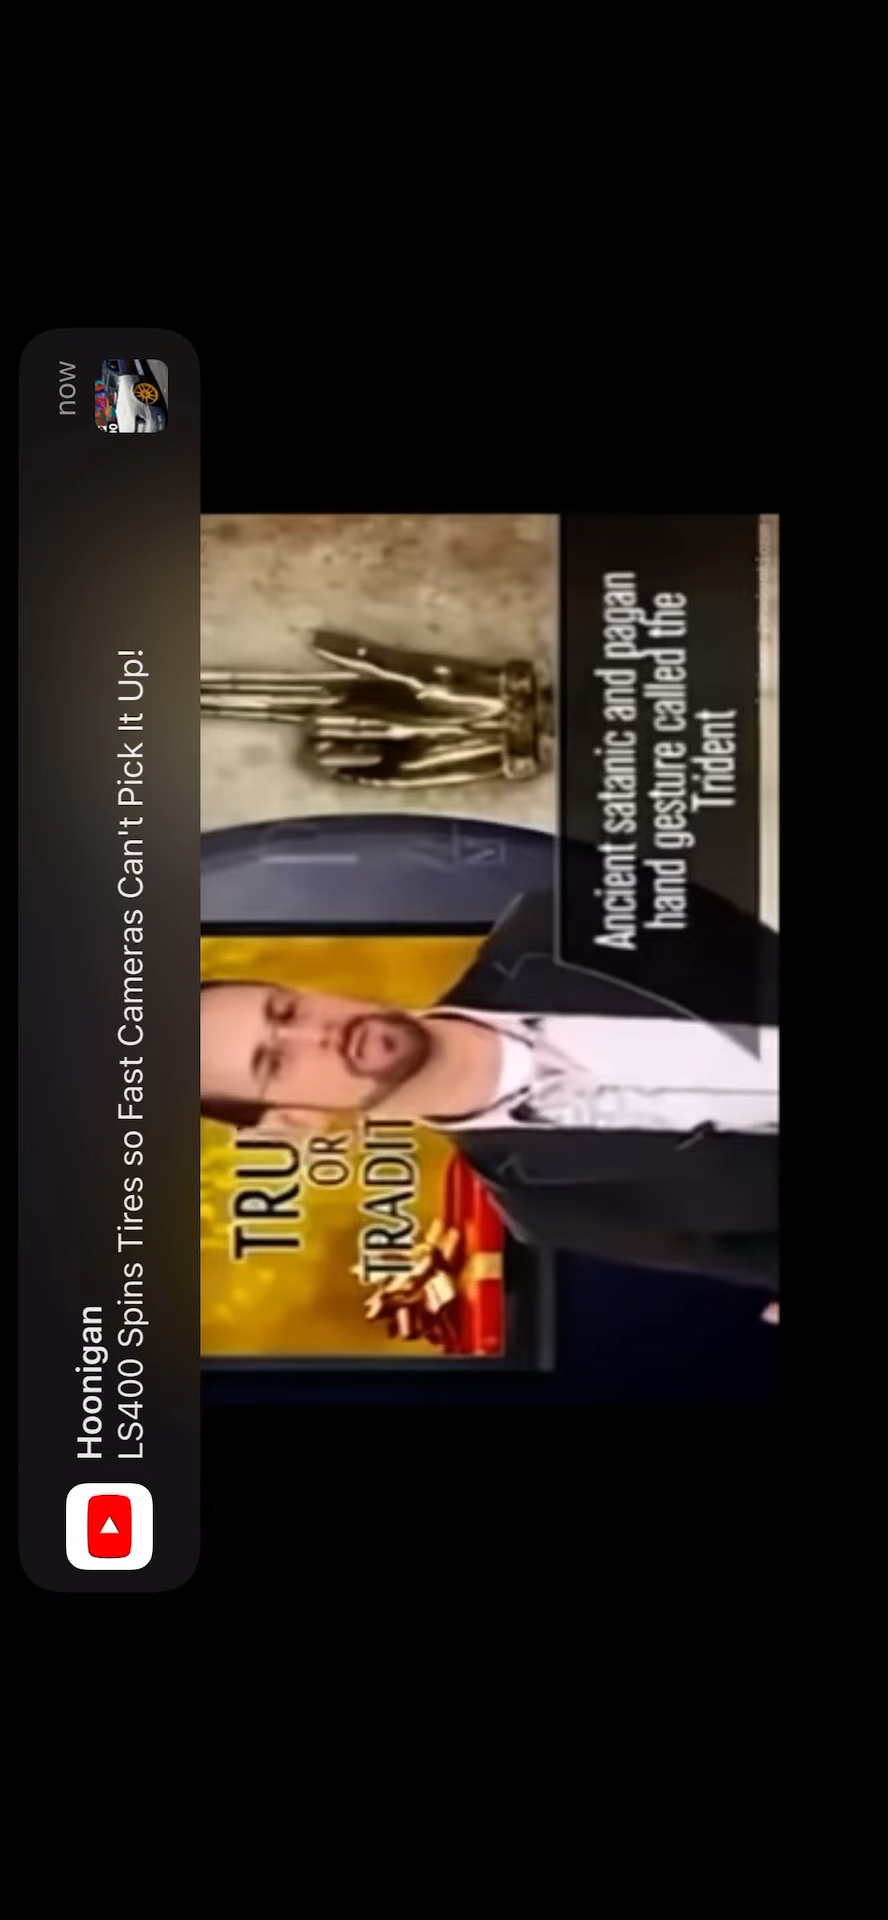 Hoonigan
now
LS400 Spins Tires so Fast Cameras Can't Pick It Up!
TRU
OR
TRADIT
Ancient satanic and pagan
hand gesture called the
Trident